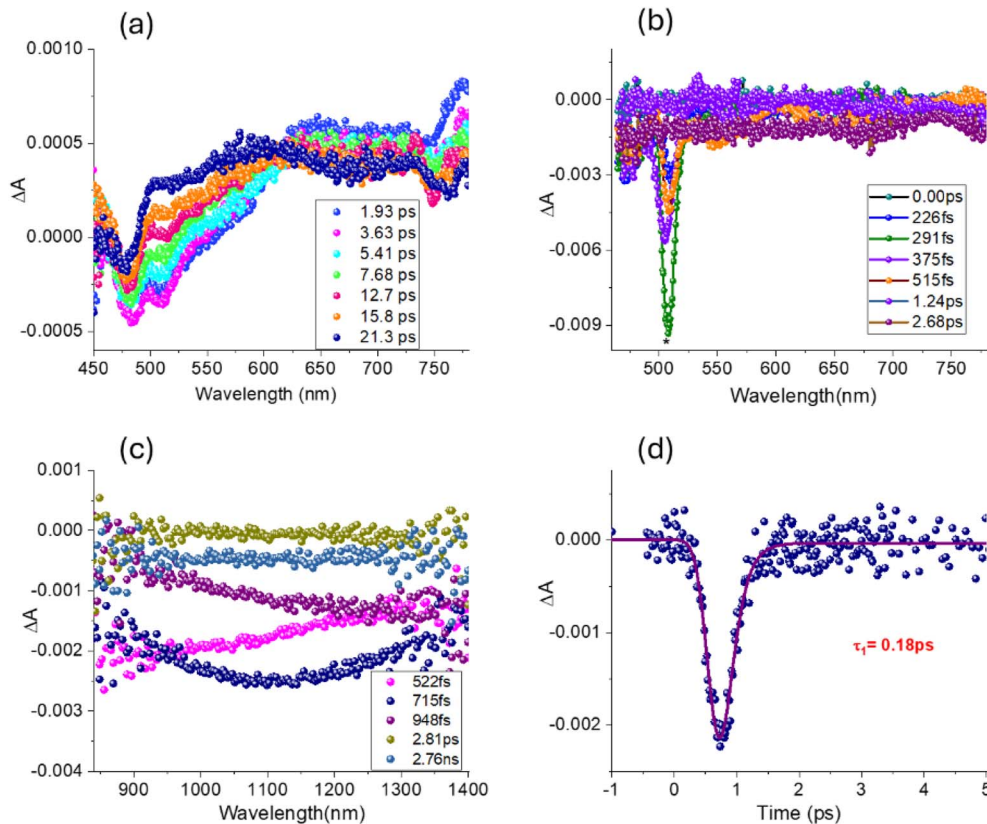 (a)
0.0010
0.0005
0.0000
-0.0005
ΔA
1.93 ps
3.63 ps
5.41 ps
7.68 ps
12.7 ps
15.8 ps
21.3 ps
450 500 550 600 650 700 750
Wavelength (nm)
(b)
0.000
-0.003
-0.006
-0.009
ΔA
0.00ps
226fs
291fs
375fs
515fs
1.24ps
2.68ps
*
500 550 600 650 700 750
Wavelength(nm)
(c)
0.001
0.000
-0.001
-0.002
-0.003
-0.004
ΔA
522fs
715fs
948fs
2.81ps
2.76ns
900 1000 1100 1200 1300 1400
Wavelength(nm)
(d)
0.000
-0.001
-0.002
ΔA
τ₁= 0.18ps
-1 0 1 2 3 4 5
Time (ps)